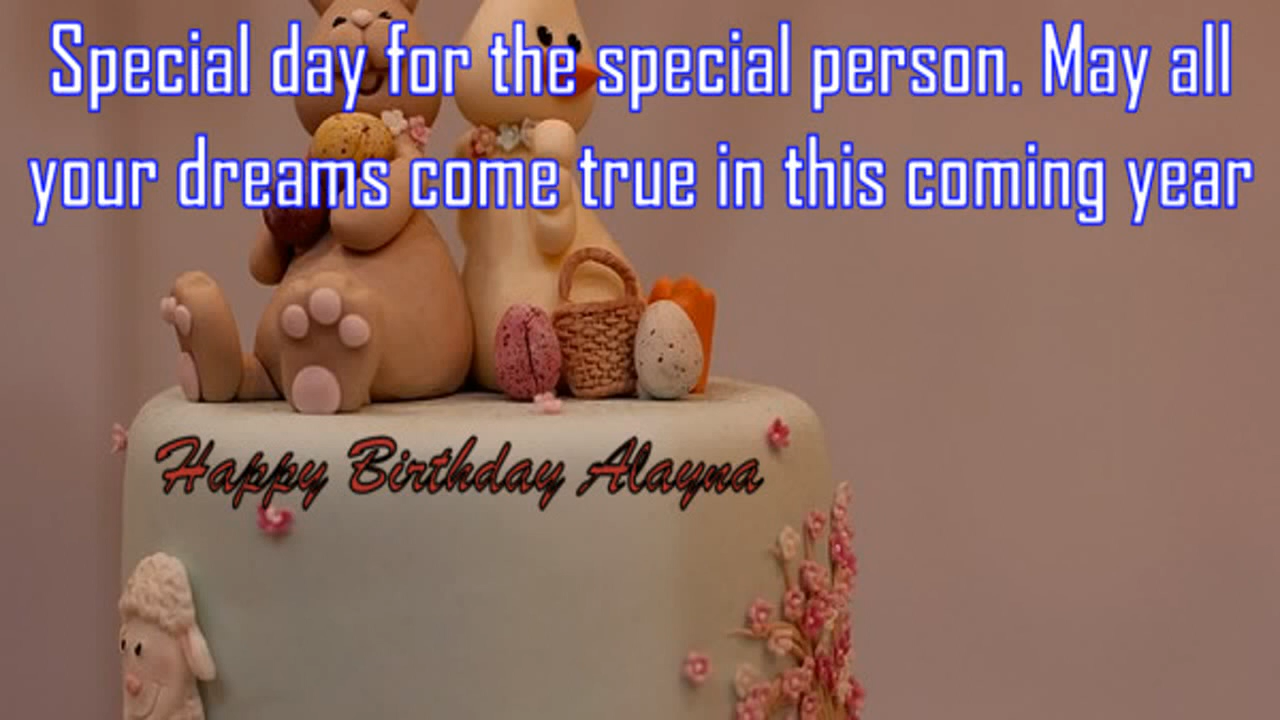 Special day for the special person. May all
your dreams come true in this coming year
Happy Birthday Alayna